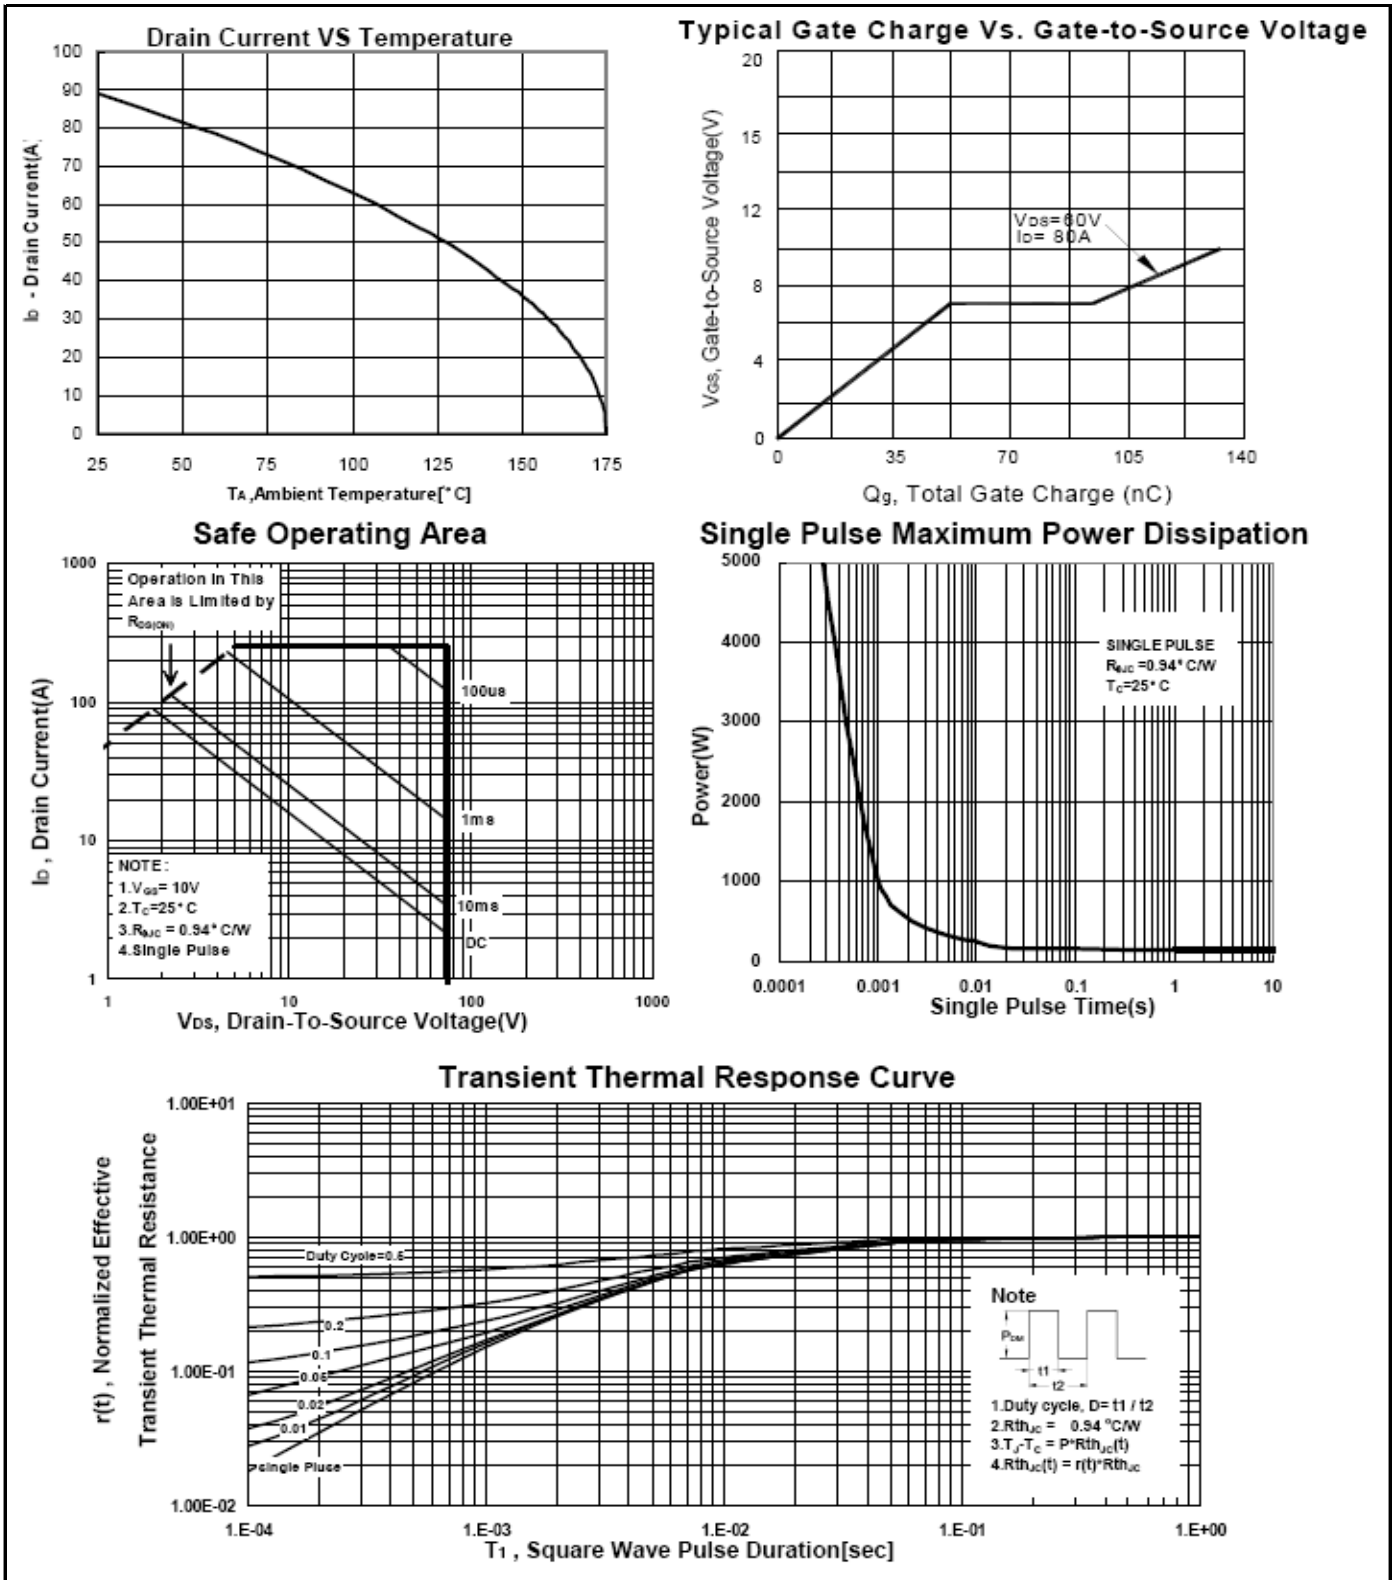 Drain Current VS Temperature
100
90
80
70
60
50
40
30
20
10
0
ID - Drain Current(A)
25 50 75 100 125 150 175
TA,Ambient Temperature[°C]
Typical Gate Charge Vs. Gate-to-Source Voltage
20
15
12
8
4
0
VGS, Gate-to-Source Voltage(V)
VDS=60V
ID= 80A
0 35 70 105 140
Qg, Total Gate Charge (nC)
Safe Operating Area
1000
100
10
1
ID , Drain Current(A)
Operation in This
Area is Limited by
RDS(ON)
100us
1ms
10ms
DC
NOTE :
1.VGS= 10V
2.TC=25°C
3.RθJC = 0.94°C/W
4.Single Pulse
1 10 100 1000
VDS, Drain-To-Source Voltage(V)
Single Pulse Maximum Power Dissipation
5000
4000
3000
2000
1000
0
Power(W)
SINGLE PULSE
RθJC =0.94°C/W
TC=25°C
0.0001 0.001 0.01 0.1 1 10
Single Pulse Time(s)
Transient Thermal Response Curve
1.00E+01
1.00E+00
1.00E-01
1.00E-02
r(t) , Normalized Effective
Transient Thermal Resistance
Duty Cycle=0.5
0.2
0.1
0.05
0.02
0.01
single Pluse
Note
PDM
t1
t2
1.Duty cycle, D= t1 / t2
2.RthJC = 0.94 °C/W
3.TJ-TC = P*RthJC(t)
4.RthJC(t) = r(t)*RthJC
1.E-04 1.E-03 1.E-02 1.E-01 1.E+00
T1 , Square Wave Pulse Duration[sec]